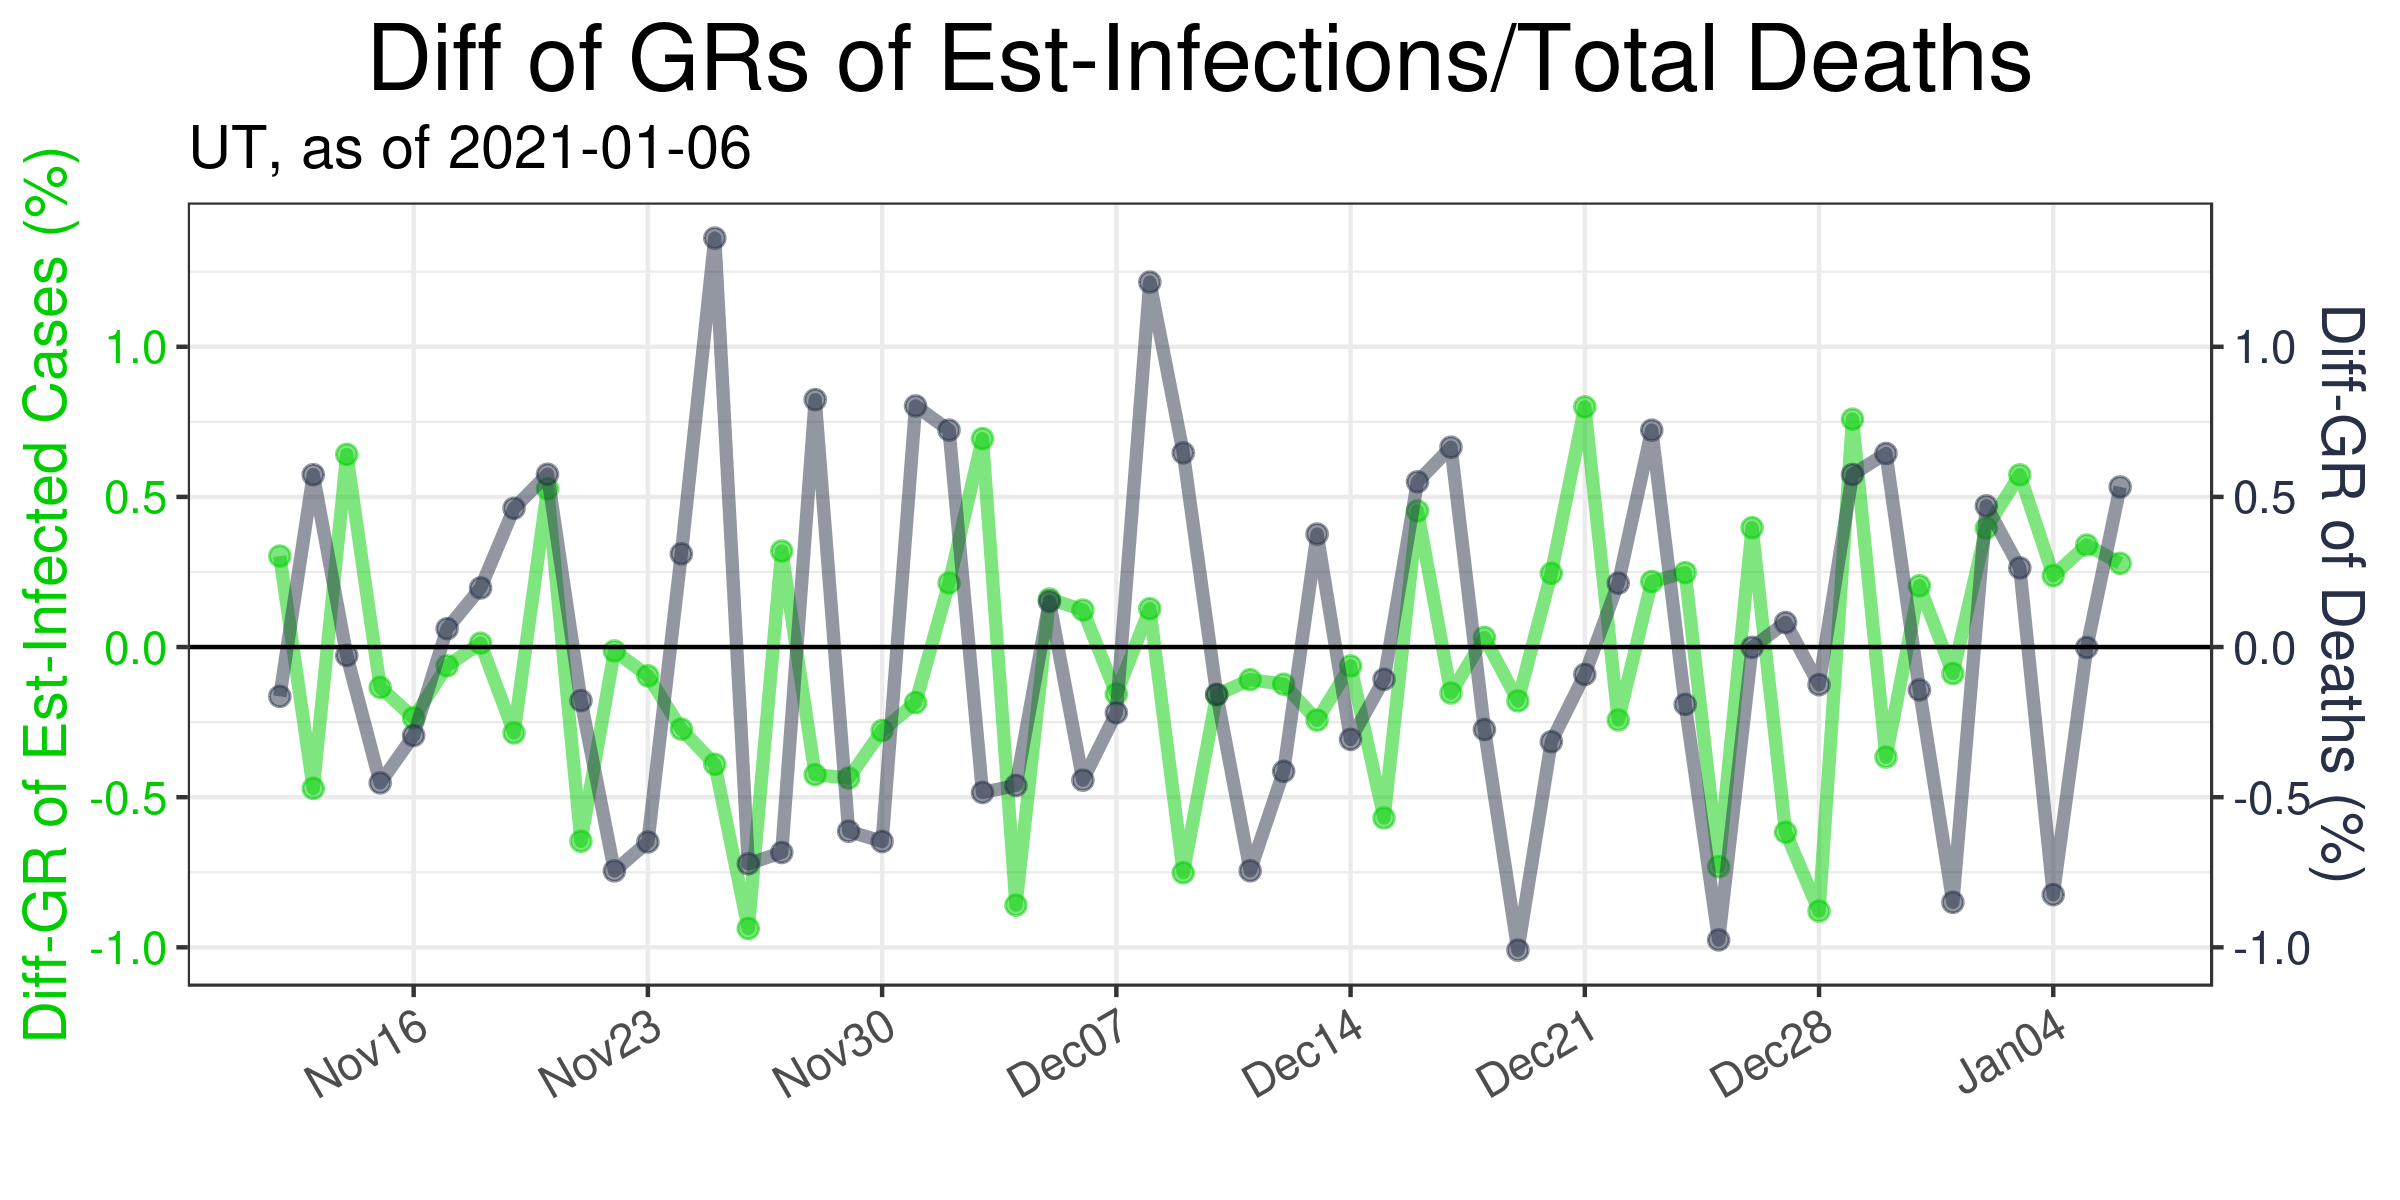 Diff of GRs of Est-Infections/Total Deaths
UT, as of 2021-01-06
Diff-GR of Est-Infected Cases (%)
1.0
0.5
0.0
-0.5
-1.0
1.0
0.5
0.0
-0.5
-1.0
Diff-GR of Deaths (%)
Nov16
Nov23
Nov30
Dec07
Dec14
Dec21
Dec28
Jan04